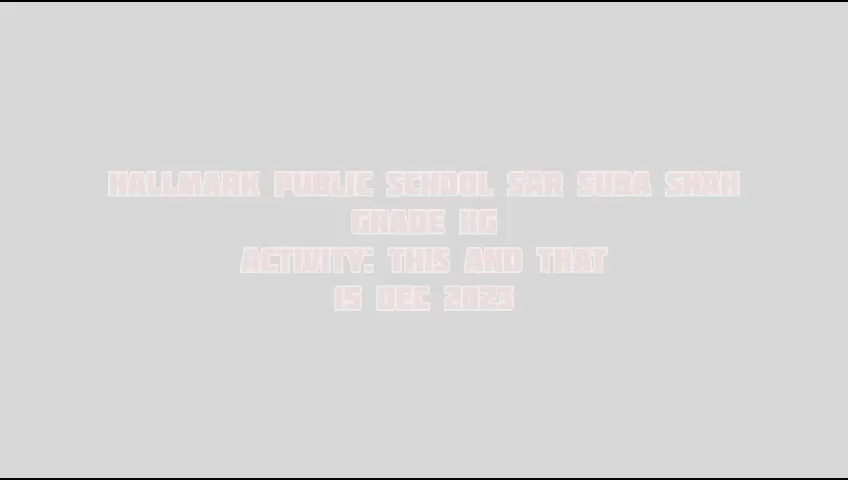 HALLMARK PUBLIC SCHOOL SAR SUBA SHAH
GRADE KG
ACTIVITY: THIS AND THAT
15 DEC 2023